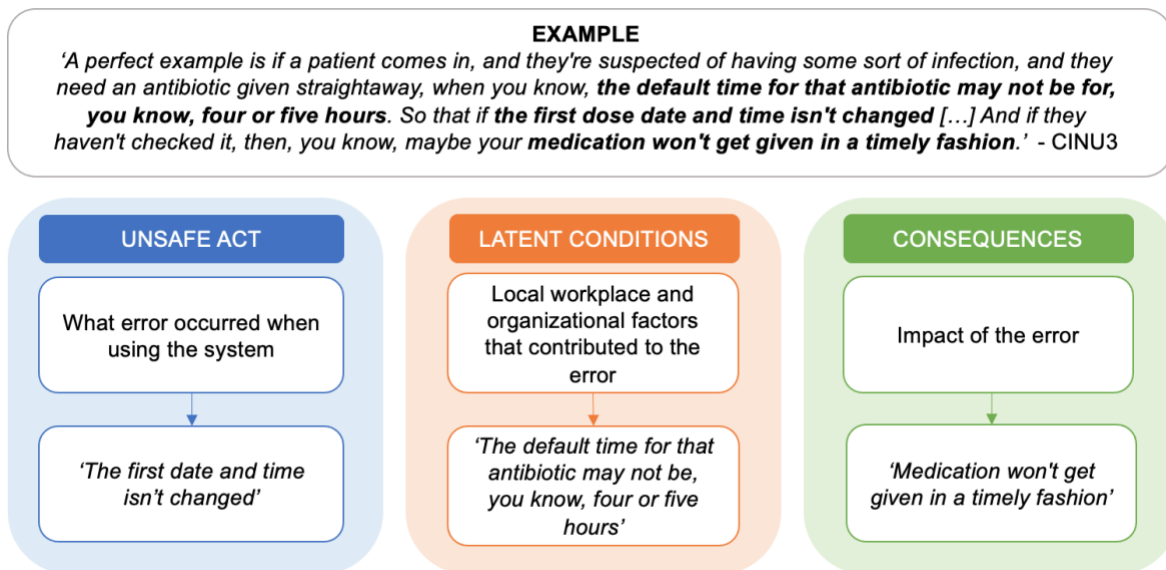 EXAMPLE
‘A perfect example is if a patient comes in, and they're suspected of having some sort of infection, and they
need an antibiotic given straightaway, when you know, the default time for that antibiotic may not be for,
you know, four or five hours. So that if the first dose date and time isn't changed […] And if they
haven't checked it, then, you know, maybe your medication won't get given in a timely fashion.’ - CINU3
UNSAFE ACT
What error occurred when
using the system
‘The first date and time
isn’t changed’
LATENT CONDITIONS
Local workplace and
organizational factors
that contributed to the
error
‘The default time for that
antibiotic may not be,
you know, four or five
hours’
CONSEQUENCES
Impact of the error
‘Medication won't get
given in a timely fashion’